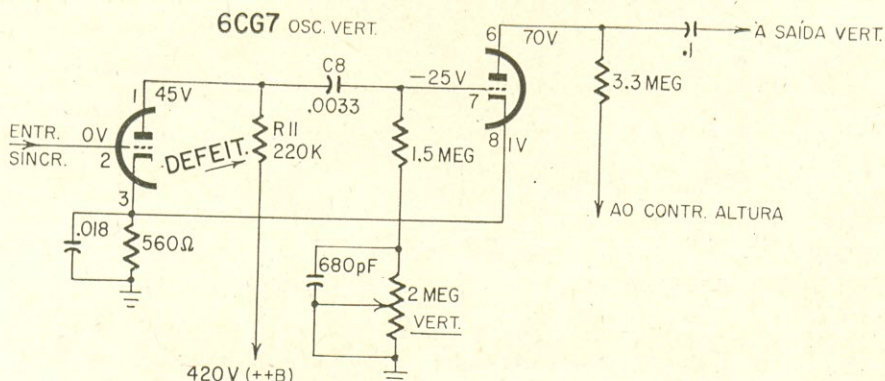 6CG7 OSC. VERT.
6
70V
.1
À SAÍDA VERT.
C8
.0033
-25V
7
3.3 MEG
1
45V
8
1V
ENTR.
SINCR.
0V
2
DEFEIT.
R11
220K
1.5 MEG
3
AO CONTR. ALTURA
.018
560Ω
680pF
2 MEG
VERT.
420V (++B)